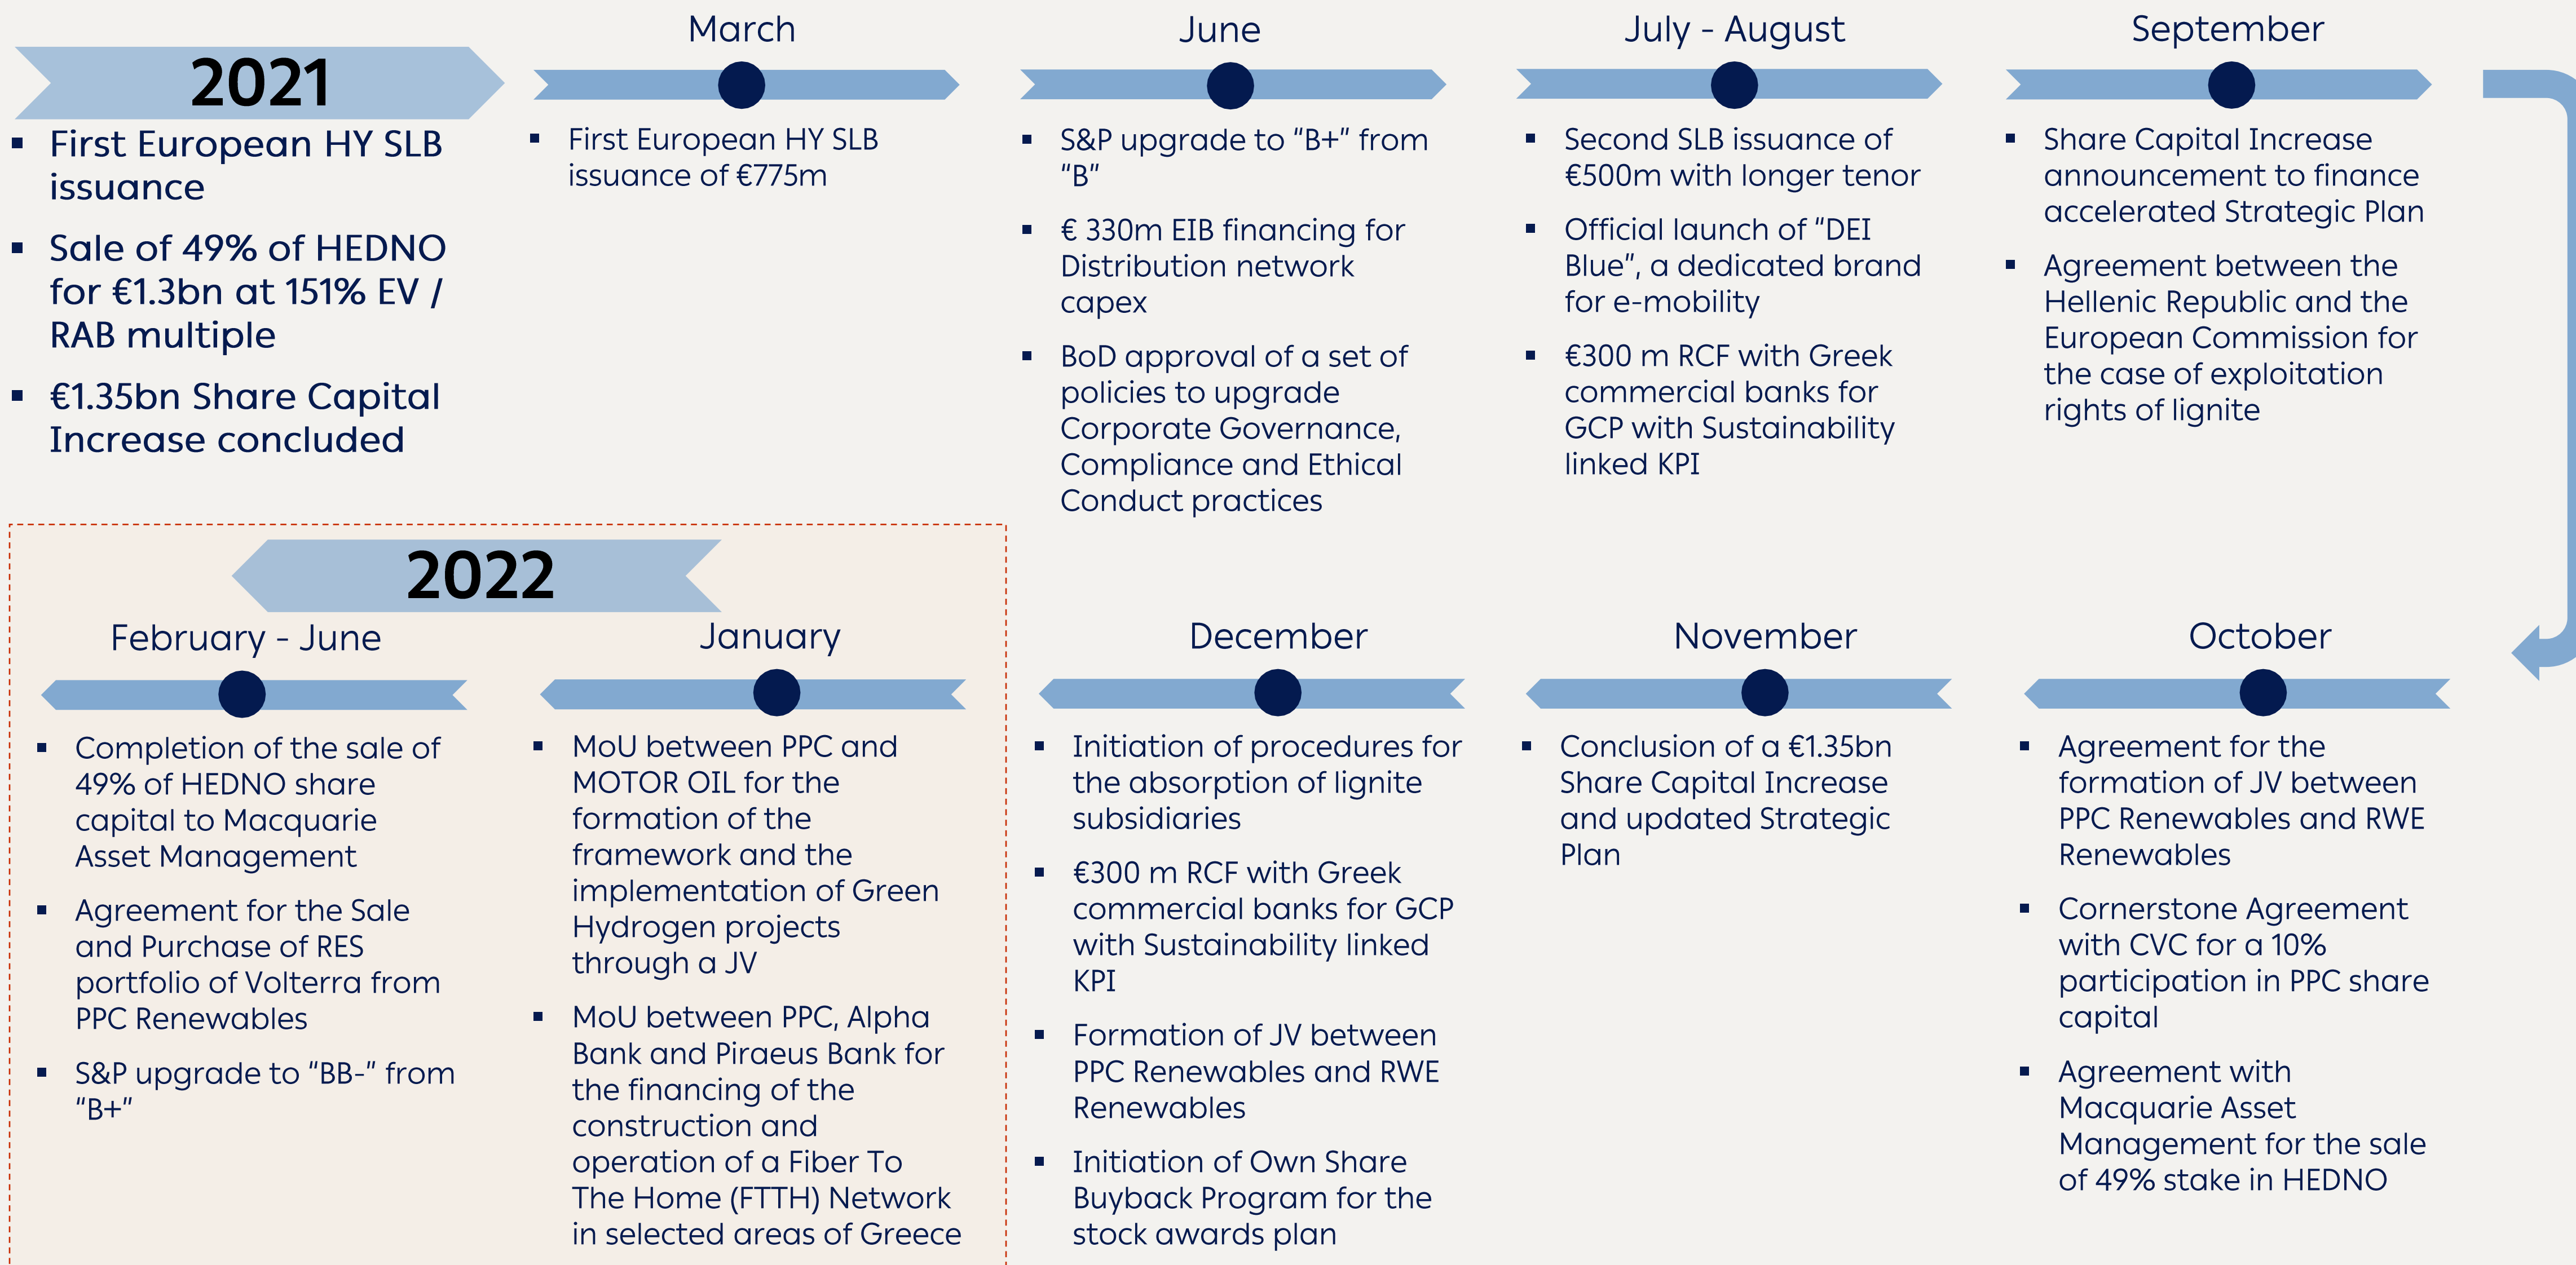 2021
▪ First European HY SLB
issuance
▪ Sale of 49% of HEDNO
for €1.3bn at 151% EV /
RAB multiple
▪ €1.35bn Share Capital
Increase concluded
March
▪ First European HY SLB
issuance of €775m
June
▪ S&P upgrade to “B+” from
“B”
▪ € 330m EIB financing for
Distribution network
capex
▪ BoD approval of a set of
policies to upgrade
Corporate Governance,
Compliance and Ethical
Conduct practices
July - August
▪ Second SLB issuance of
€500m with longer tenor
▪ Official launch of “DEI
Blue”, a dedicated brand
for e-mobility
▪ €300 m RCF with Greek
commercial banks for
GCP with Sustainability
linked KPI
September
▪ Share Capital Increase
announcement to finance
accelerated Strategic Plan
▪ Agreement between the
Hellenic Republic and the
European Commission for
the case of exploitation
rights of lignite
October
▪ Agreement for the
formation of JV between
PPC Renewables and RWE
Renewables
▪ Cornerstone Agreement
with CVC for a 10%
participation in PPC share
capital
▪ Agreement with
Macquarie Asset
Management for the sale
of 49% stake in HEDNO
November
▪ Conclusion of a €1.35bn
Share Capital Increase
and updated Strategic
Plan
December
▪ Initiation of procedures for
the absorption of lignite
subsidiaries
▪ €300 m RCF with Greek
commercial banks for GCP
with Sustainability linked
KPI
▪ Formation of JV between
PPC Renewables and RWE
Renewables
▪ Initiation of Own Share
Buyback Program for the
stock awards plan
2022
January
▪ MoU between PPC and
MOTOR OIL for the
formation of the
framework and the
implementation of Green
Hydrogen projects
through a JV
▪ MoU between PPC, Alpha
Bank and Piraeus Bank for
the financing of the
construction and
operation of a Fiber To
The Home (FTTH) Network
in selected areas of Greece
February - June
▪ Completion of the sale of
49% of HEDNO share
capital to Macquarie
Asset Management
▪ Agreement for the Sale
and Purchase of RES
portfolio of Volterra from
PPC Renewables
▪ S&P upgrade to “BB-” from
“B+”